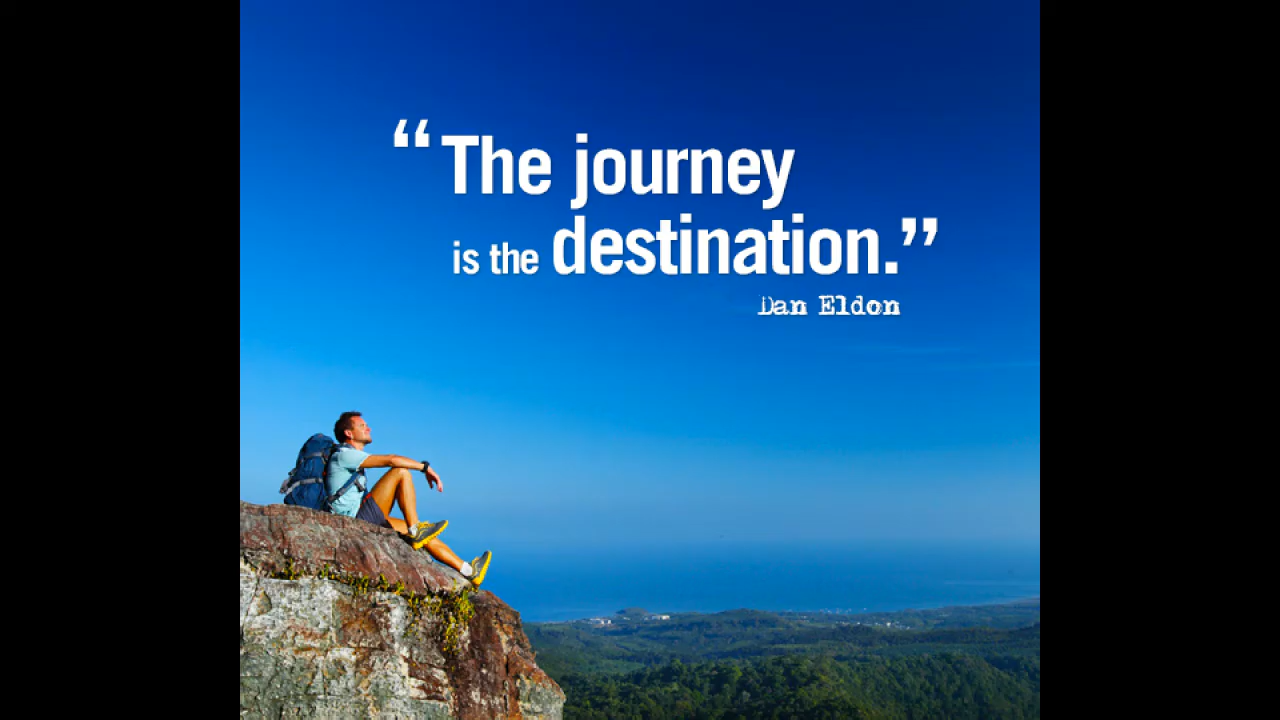 “The journey
is the destination.”
Dan Eldon